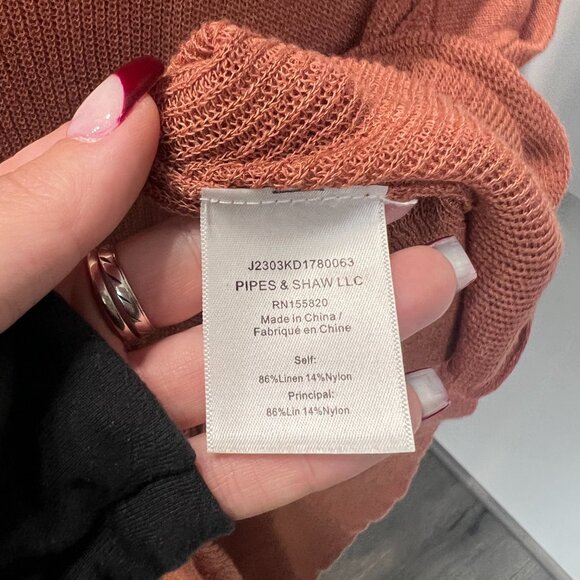 J2303KD1780063
PIPES & SHAW LLC
RN155820
Made in China /
Fabriqué en Chine
Self:
86%Linen 14%Nylon
Principal:
86%Lin 14%Nylon